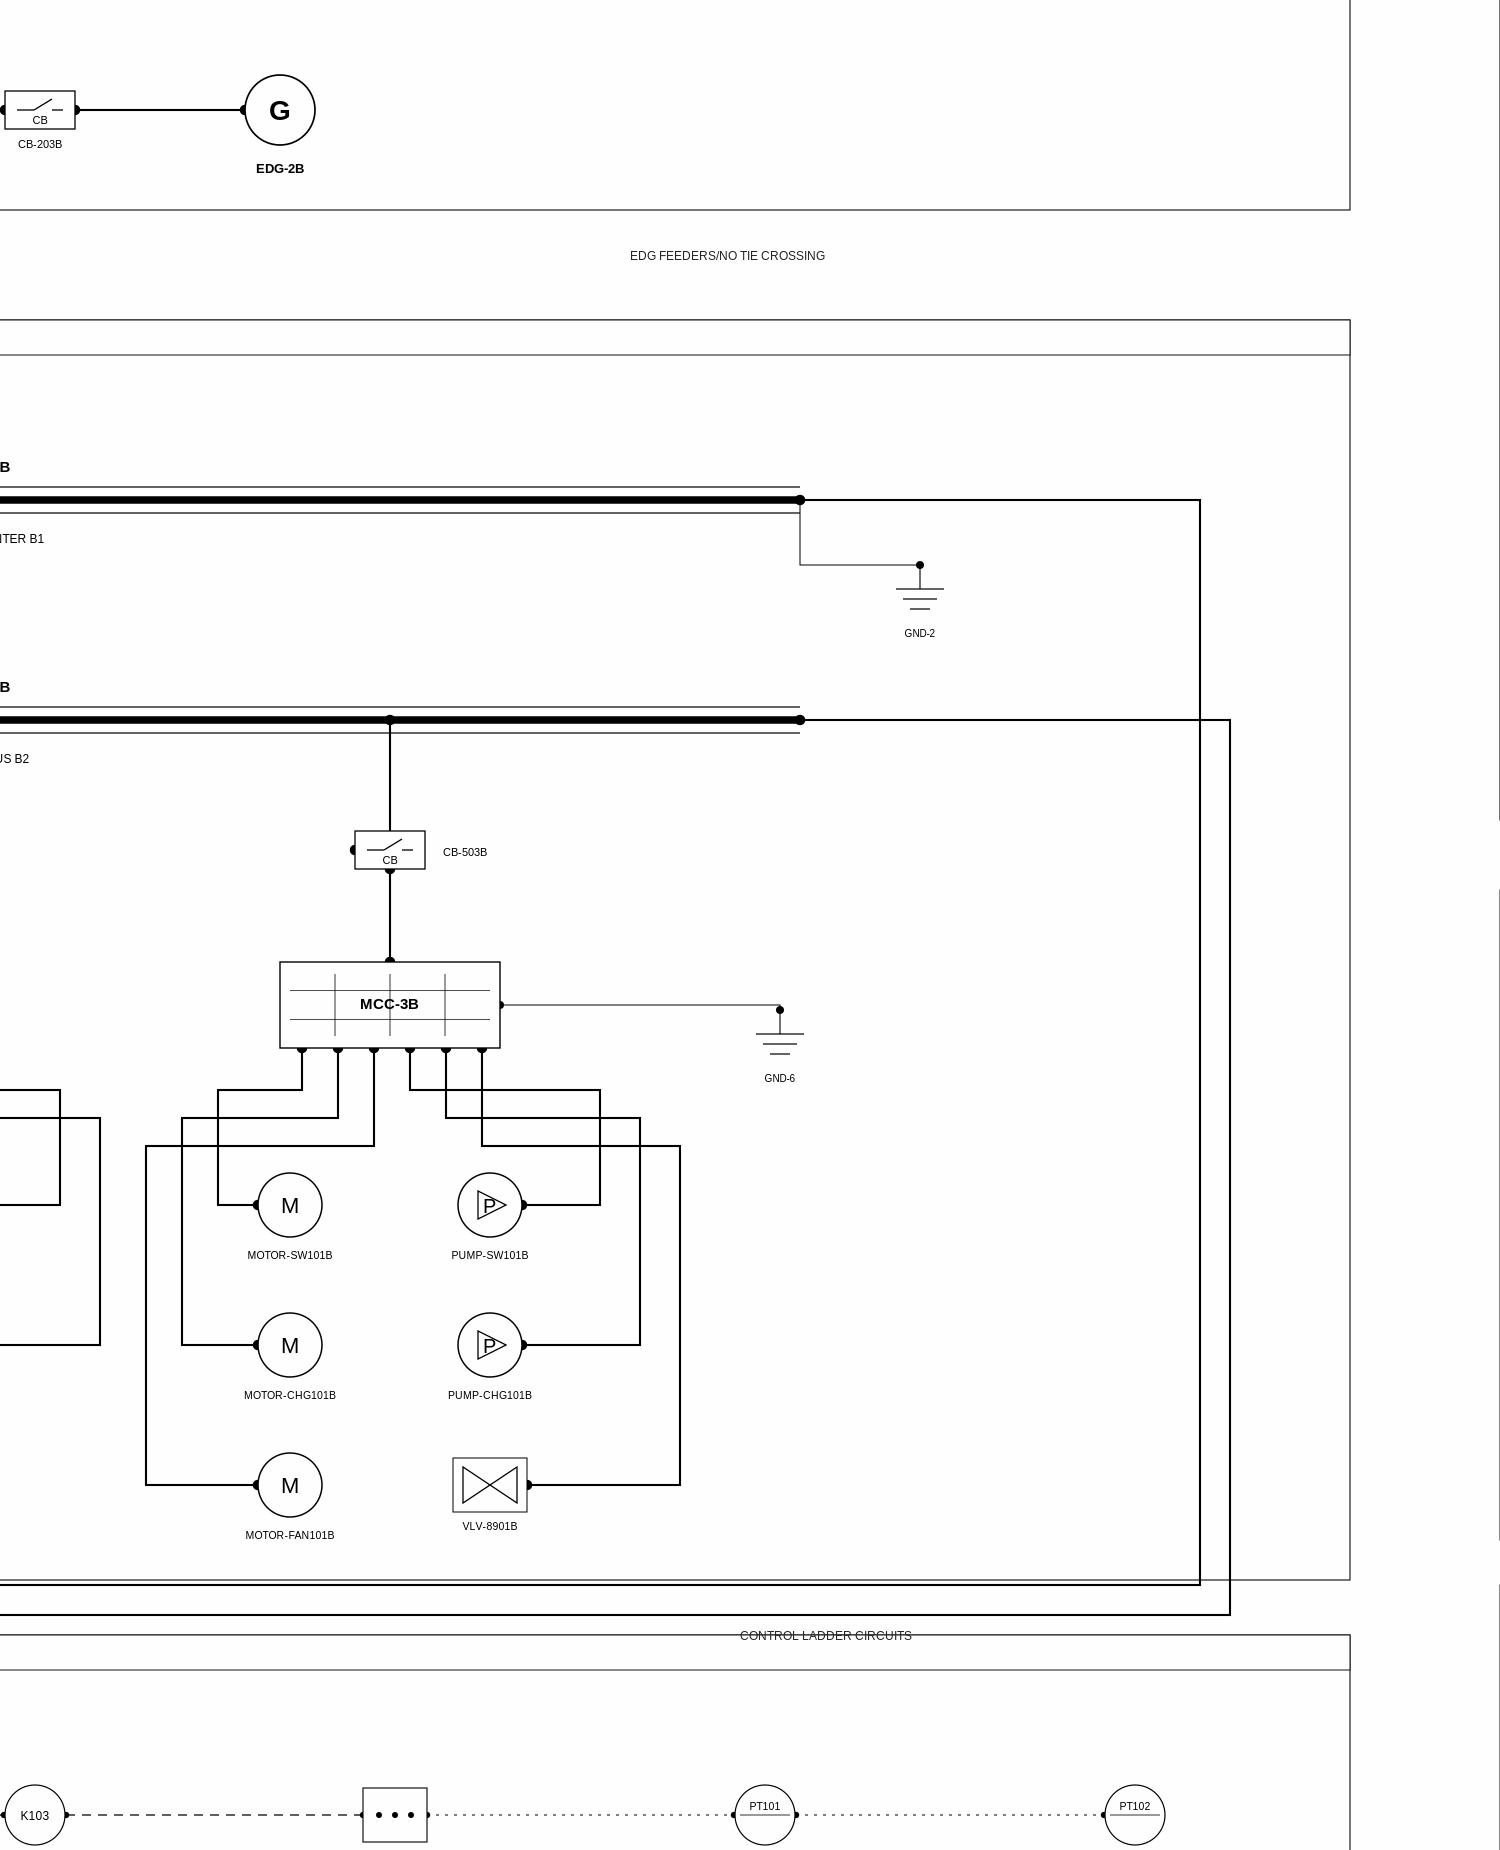 G
CB
CB-203B
EDG-2B
EDG FEEDERS/NO TIE CROSSING
B
B1
GND-2
B
B2
CB
CB-503B
MCC-3B
GND-6
M
P
MOTOR-SW101B
PUMP-SW101B
M
P
MOTOR-CHG101B
PUMP-CHG101B
M
MOTOR-FAN101B
VLV-8901B
CONTROL LADDER CIRCUITS
K103
PT101
PT102